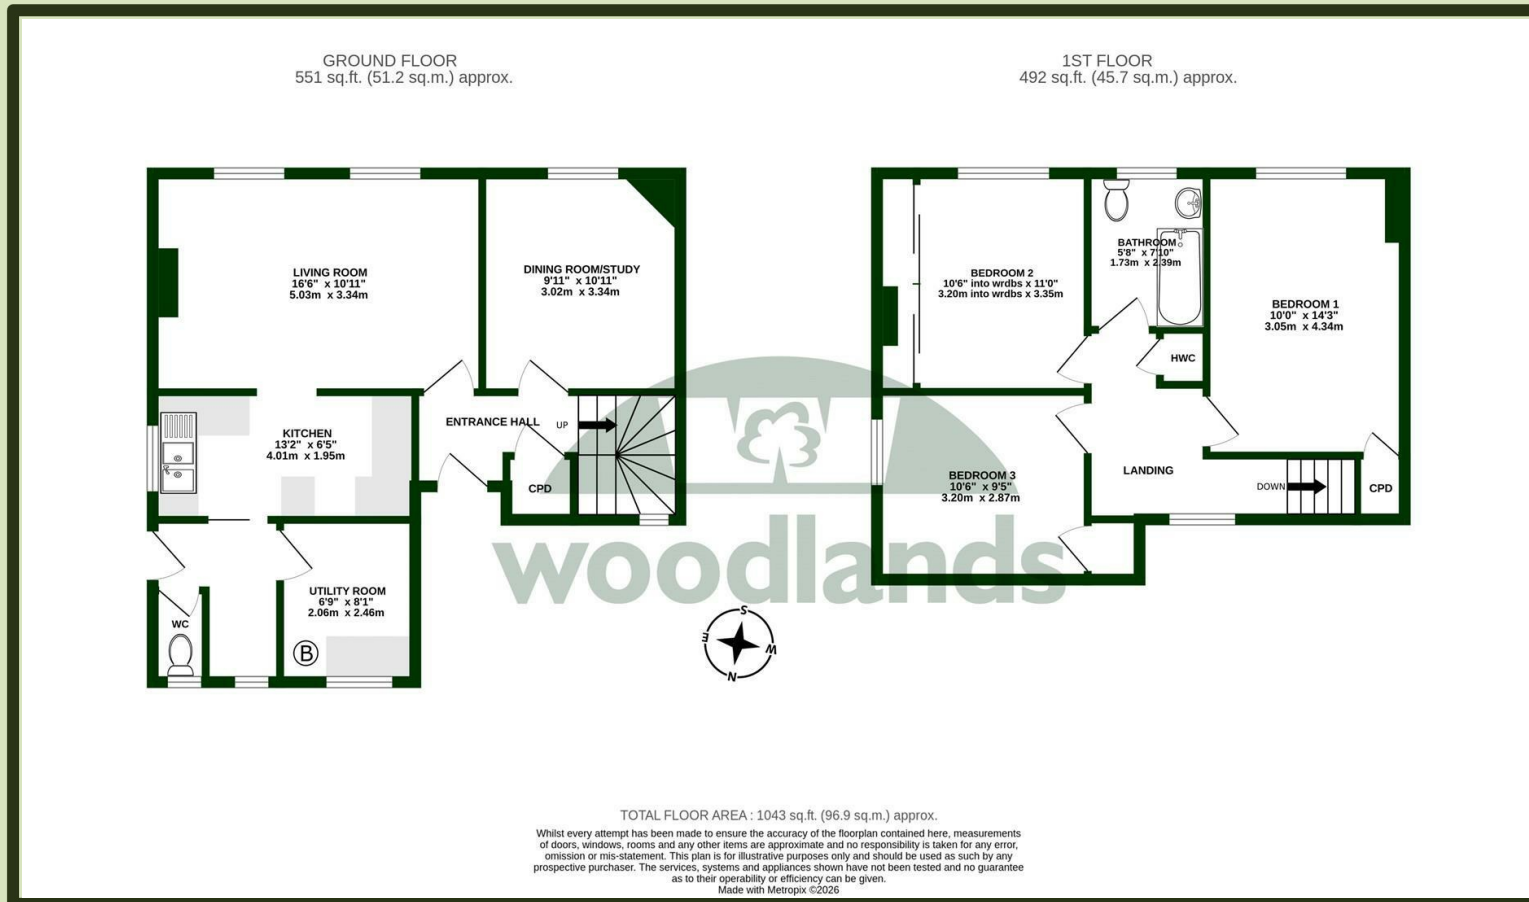 GROUND FLOOR
551 sq.ft. (51.2 sq.m.) approx.
1ST FLOOR
492 sq.ft. (45.7 sq.m.) approx.
LIVING ROOM
16'6" x 10'11"
5.03m x 3.34m
DINING ROOM/STUDY
9'11" x 10'11"
3.02m x 3.34m
KITCHEN
13'2" x 6'5"
4.01m x 1.95m
ENTRANCE HALL
UP
CPD
UTILITY ROOM
6'9" x 8'1"
2.06m x 2.46m
WC
B
BEDROOM 2
10'6" into wrdbs x 11'0"
3.20m into wrdbs x 3.35m
BATHROOM
5'8" x 7'10"
1.73m x 2.39m
BEDROOM 1
10'0" x 14'3"
3.05m x 4.34m
HWC
BEDROOM 3
10'6" x 9'5"
3.20m x 2.87m
LANDING
DOWN
CPD
woodlands
S
E
W
N
TOTAL FLOOR AREA : 1043 sq.ft. (96.9 sq.m.) approx.
Whilst every attempt has been made to ensure the accuracy of the floorplan contained here, measurements
of doors, windows, rooms and any other items are approximate and no responsibility is taken for any error,
omission or mis-statement. This plan is for illustrative purposes only and should be used as such by any
prospective purchaser. The services, systems and appliances shown have not been tested and no guarantee
as to their operability or efficiency can be given.
Made with Metropix ©2026